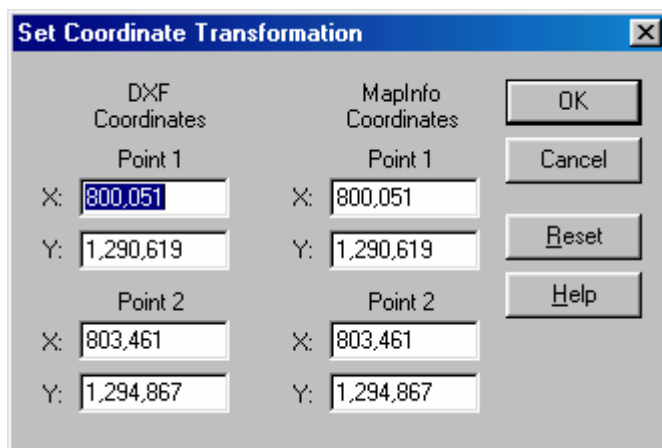 Set Coordinate Transformation
DXF
Coordinates
MapInfo
Coordinates
Point 1
Point 1
X: 800,051
X: 800,051
Y: 1,290,619
Y: 1,290,619
Point 2
Point 2
X: 803,461
X: 803,461
Y: 1,294,867
Y: 1,294,867
OK
Cancel
Reset
Help